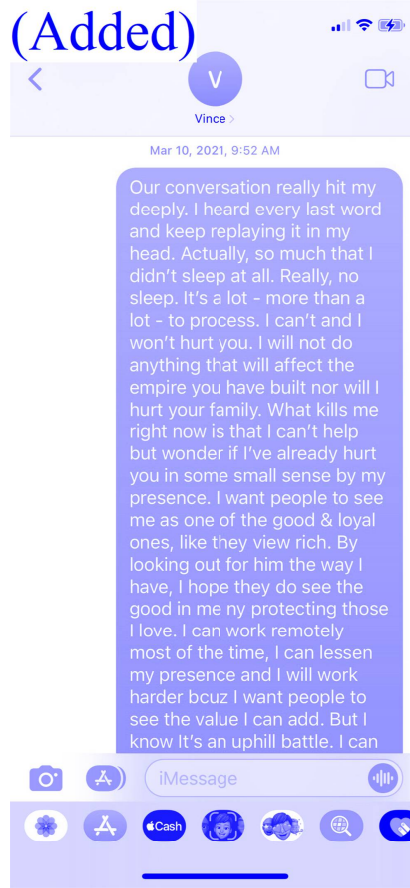 (Added)
V
Vince >
Mar 10, 2021, 9:52 AM
Our conversation really hit my
deeply. I heard every last word
and keep replaying it in my
head. Actually, so much that I
didn't sleep at all. Really, no
sleep. It's a lot - more than a
lot - to process. I can't and I
won't hurt you. I will not do
anything that will affect the
empire you have built nor will I
hurt your family. What kills me
right now is that I can't help
but wonder if I've already hurt
you in some small sense by my
presence. I want people to see
me as one of the good & loyal
ones, like they view rich. By
looking out for him the way I
have, I hope they do see the
good in me ny protecting those
I love. I can work remotely
most of the time, I can lessen
my presence and I will work
harder bcuz I want people to
see the value I can add. But I
know It's an uphill battle. I can
iMessage
Cash